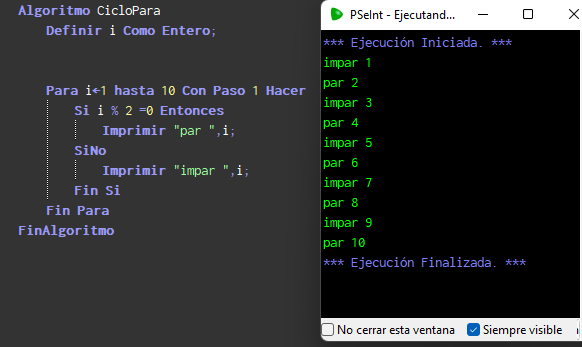 Algoritmo CicloPara
Definir i Como Entero;
Para i←1 hasta 10 Con Paso 1 Hacer
Si i % 2 =0 Entonces
Imprimir "par ",i;
SiNo
Imprimir "impar ",i;
Fin Si
Fin Para
FinAlgoritmo
PSeInt - Ejecutand...
*** Ejecución Iniciada. ***
impar 1
par 2
impar 3
par 4
impar 5
par 6
impar 7
par 8
impar 9
par 10
*** Ejecución Finalizada. ***
No cerrar esta ventana
Siempre visible